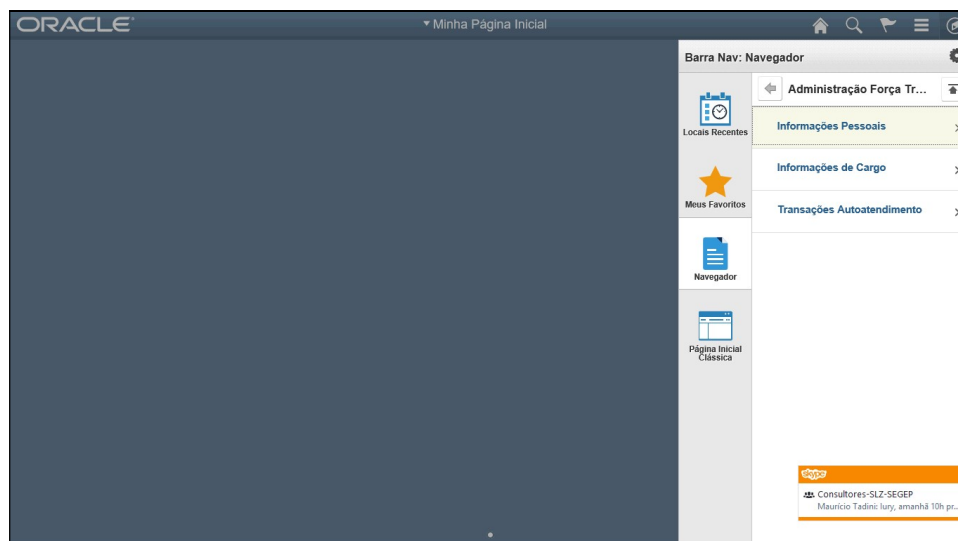 ORACLE
Minha Página Inicial
Barra Nav: Navegador
Administração Força Tr...
Locais Recentes
Informações Pessoais
Informações de Cargo
Meus Favoritos
Transações Autoatendimento
Navegador
Página Inicial
Clássica
skype
Consultores-SLZ-SEGEP
Maurício Tadini: Iury, amanhã 10h pr...